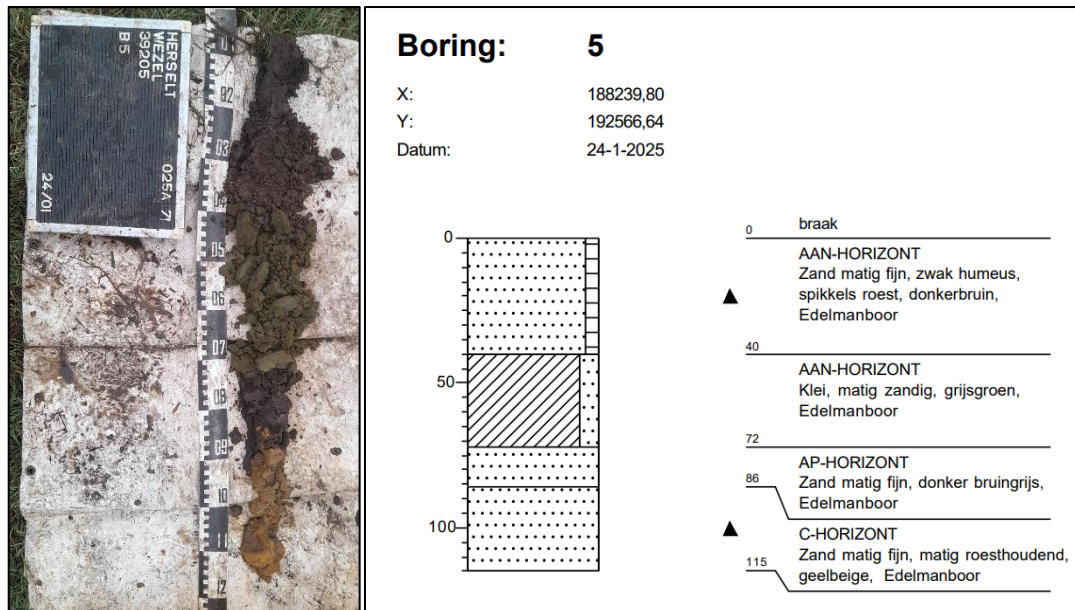 HERSELT
WEZEL
39205
B 5
025A 71
24/01
02
03
04
05
06
07
08
09
10
11
12
Boring: 5
X: 188239,80
Y: 192566,64
Datum: 24-1-2025
0
50
100
0 braak
AAN-HORIZONT
Zand matig fijn, zwak humeus,
spikkels roest, donkerbruin,
Edelmanboor
40
AAN-HORIZONT
Klei, matig zandig, grijsgroen,
Edelmanboor
72
AP-HORIZONT
86
Zand matig fijn, donker bruingrijs,
Edelmanboor
C-HORIZONT
Zand matig fijn, matig roesthoudend,
115
geelbeige, Edelmanboor